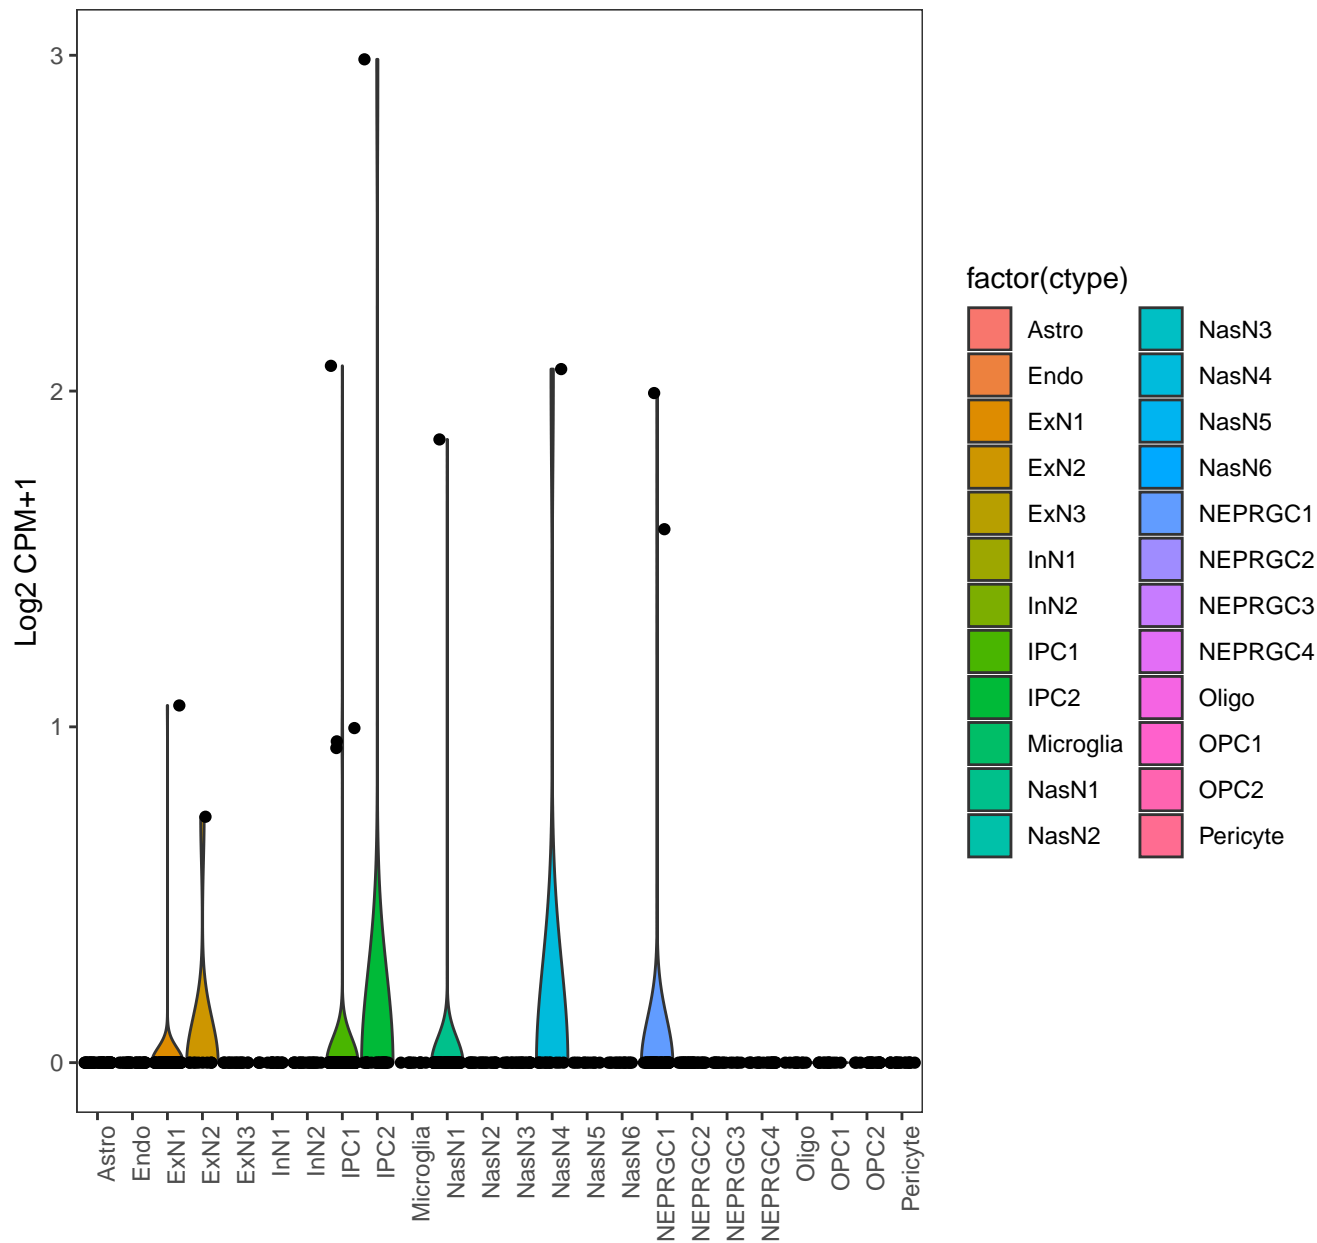 3
2
1
0
Log2 CPM+1
Astro
Endo
ExN1
ExN2
ExN3
InN1
InN2
IPC1
IPC2
Microglia
NasN1
NasN2
NasN3
NasN4
NasN5
NasN6
NEPRGC1
NEPRGC2
NEPRGC3
NEPRGC4
Oligo
OPC1
OPC2
Pericyte
factor(ctype)
Astro
Endo
ExN1
ExN2
ExN3
InN1
InN2
IPC1
IPC2
Microglia
NasN1
NasN2
NasN3
NasN4
NasN5
NasN6
NEPRGC1
NEPRGC2
NEPRGC3
NEPRGC4
Oligo
OPC1
OPC2
Pericyte